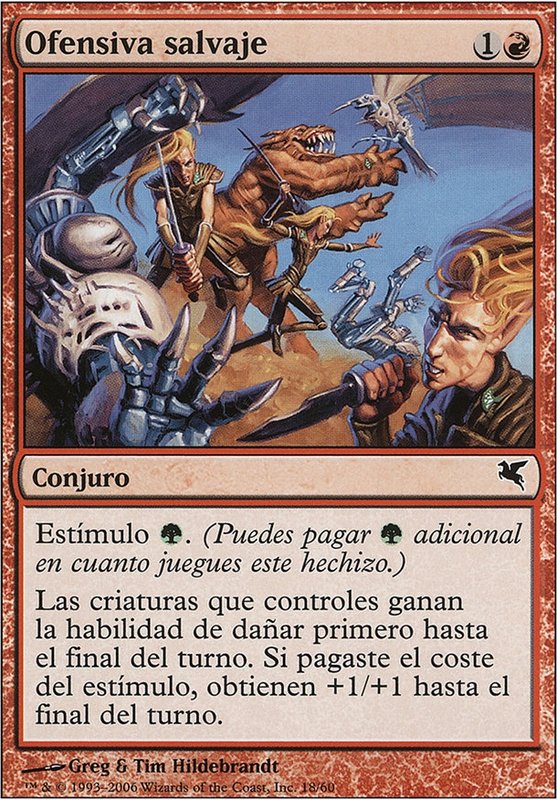 Ofensiva salvaje
1
Conjuro
Estímulo . (Puedes pagar adicional
en cuanto juegues este hechizo.)
Las criaturas que controles ganan
la habilidad de dañar primero hasta
el final del turno. Si pagaste el coste
del estímulo, obtienen +1/+1 hasta el
final del turno.
Greg & Tim Hildebrandt
™ & © 1993-2006 Wizards of the Coast, Inc. 18/60